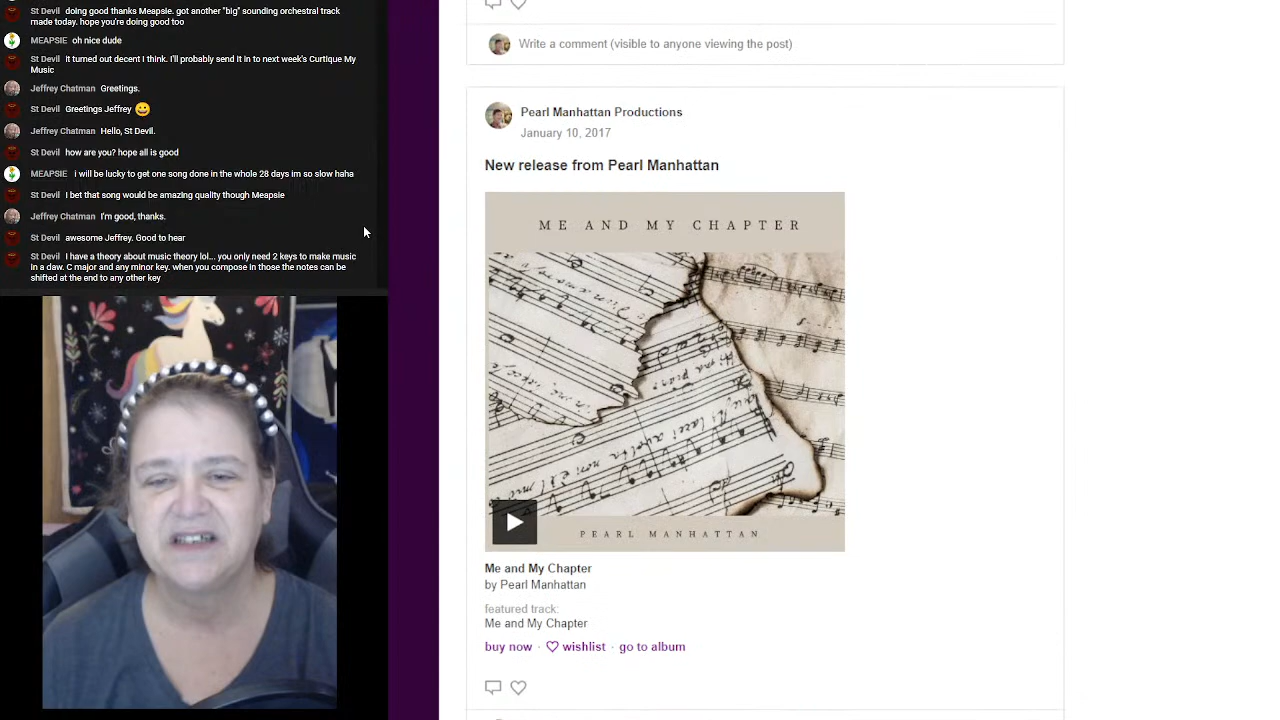 St Devil doing good thanks Meapsie. got another "big" sounding orchestral track
made today. hope you're doing good too
MEAPSIE oh nice dude
St Devil It turned out decent I think. I'll probably send it in to next week's Curtique My
Music
Jeffrey Chatman Greetings.
St Devil Greetings Jeffrey 😀
Jeffrey Chatman Hello, St Devil.
St Devil how are you? hope all is good
MEAPSIE i will be lucky to get one song done in the whole 28 days im so slow haha
St Devil I bet that song would be amazing quality though Meapsie
Jeffrey Chatman I'm good, thanks.
St Devil awesome Jeffrey. Good to hear
St Devil I have a theory about music theory lol... you only need 2 keys to make music
in a daw. C major and any minor key. when you compose in those the notes can be
shifted at the end to any other key
Write a comment (visible to anyone viewing the post)
Pearl Manhattan Productions
January 10, 2017
New release from Pearl Manhattan
ME AND MY CHAPTER
PEARL MANHATTAN
Me and My Chapter
by Pearl Manhattan
featured track:
Me and My Chapter
buy now · wishlist · go to album